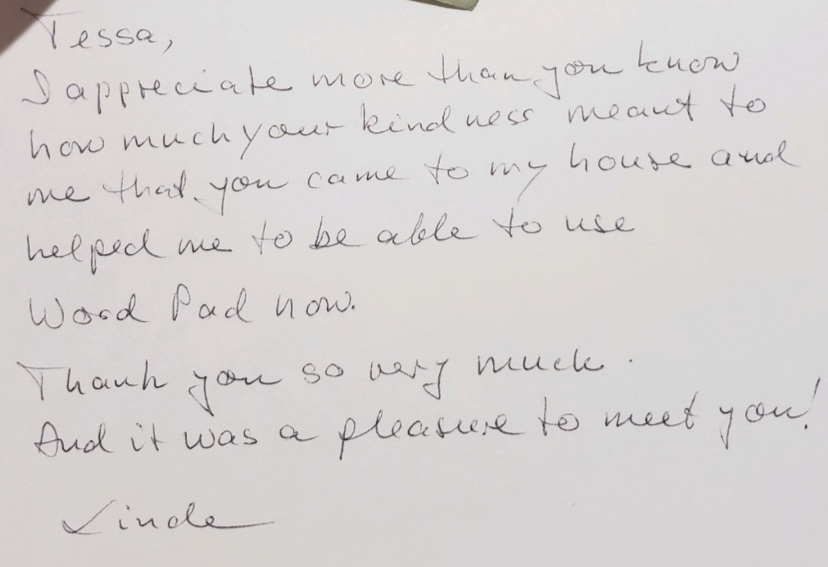 Tessa,
I appreciate more than you know
how much your kindness meant to
me that you came to my house and
helped me to be able to use
Word Pad now.
Thank you so very much.
And it was a pleasure to meet you!
Linda